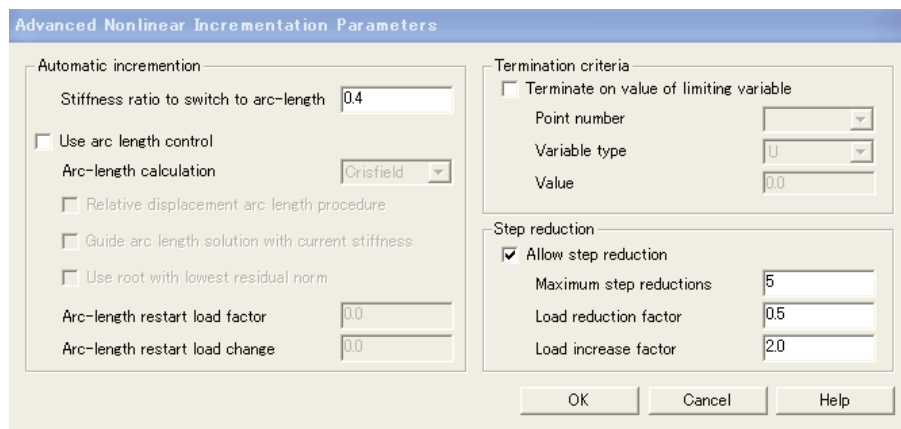 Advanced Nonlinear Incrementation Parameters
Automatic incremention
Stiffness ratio to switch to arc-length 0.4
Use arc length control
Arc-length calculation Crisfield
Relative displacement arc length procedure
Guide arc length solution with current stiffness
Use root with lowest residual norm
Arc-length restart load factor 0.0
Arc-length restart load change 0.0
Termination criteria
Terminate on value of limiting variable
Point number
Variable type U
Value 0.0
Step reduction
Allow step reduction
Maximum step reductions 5
Load reduction factor 0.5
Load increase factor 2.0
OK Cancel Help